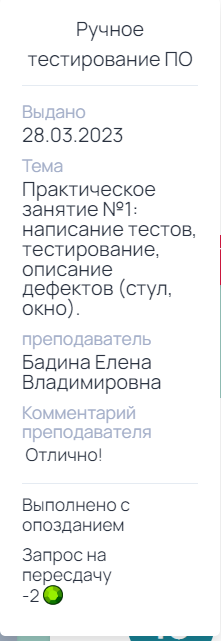 Ручное
тестирование ПО
Выдано
28.03.2023
Тема
Практическое
занятие №1:
написание тестов,
тестирование,
описание
дефектов (стул,
окно).
преподаватель
Бадина Елена
Владимировна
Комментарий
преподавателя
Отлично!
Выполнено с
опозданием
Запрос на
пересдачу
-2